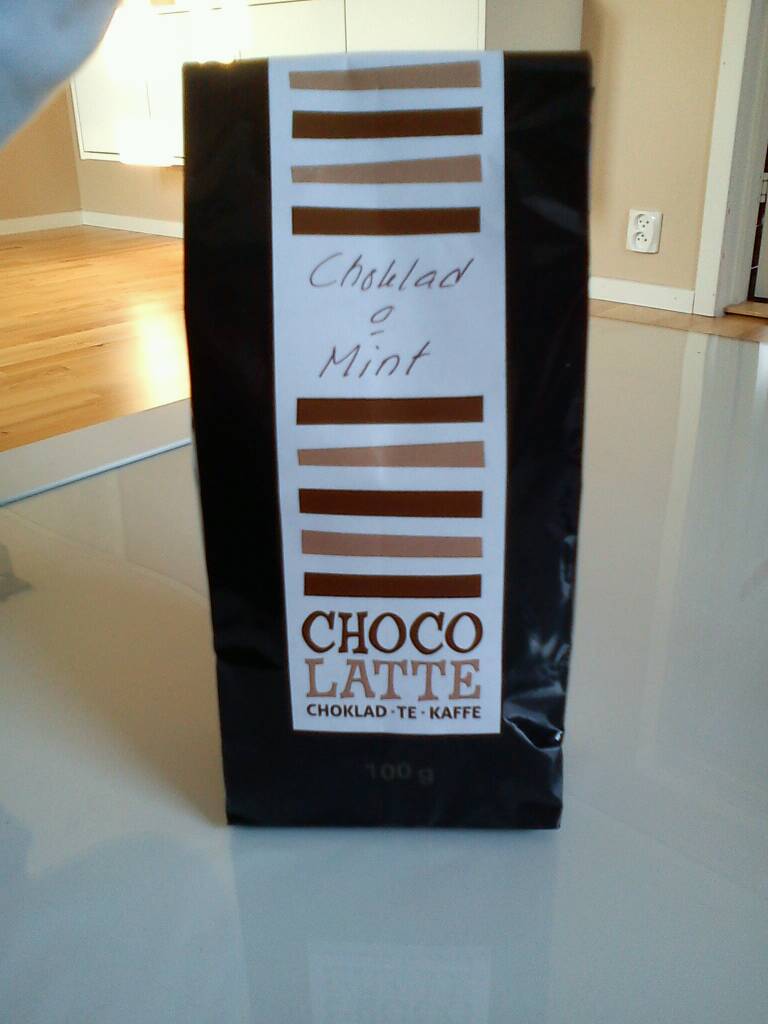 Choklad
o
Mint
CHOCO
LATTE
CHOKLAD · TE · KAFFE
100 g